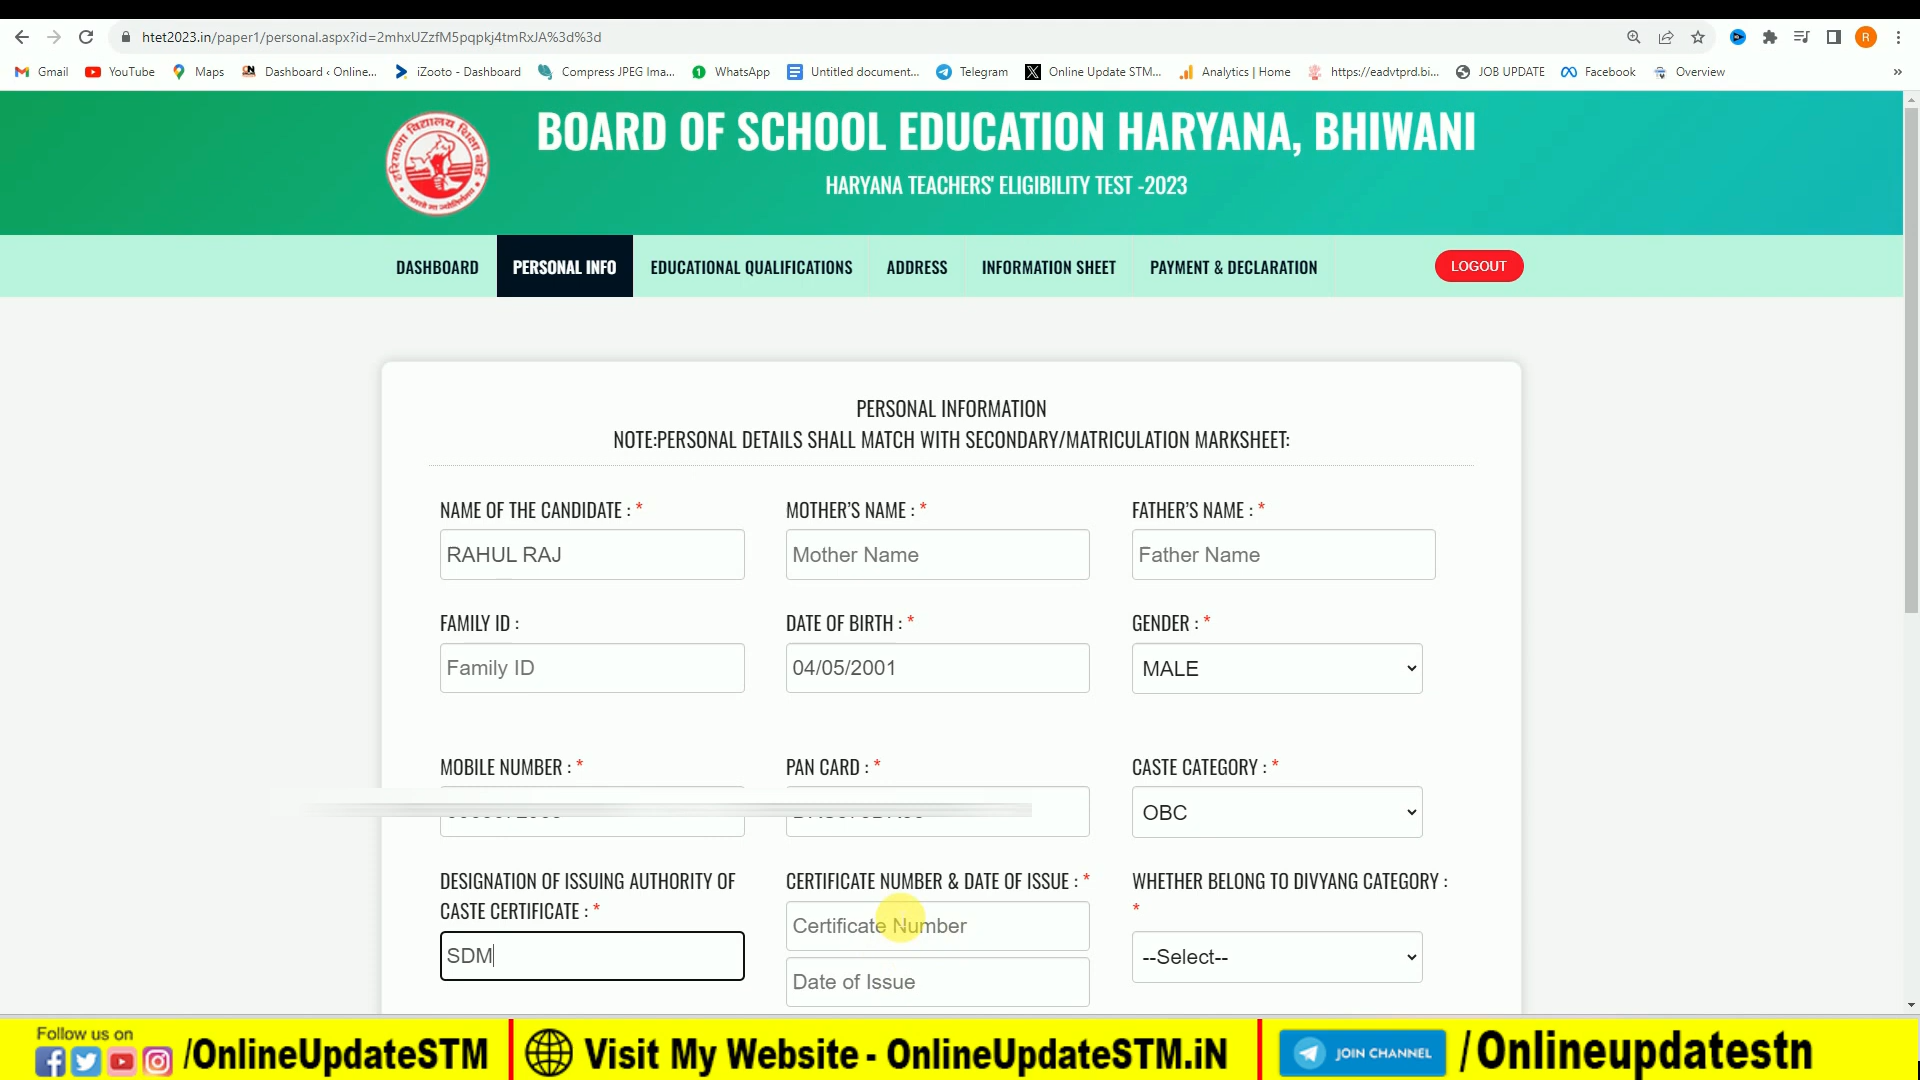 htet2023.in/paper1/personal.aspx?id=2mhxUZzfM5pqpkj4tmRxJA%3d%3d
R
Gmail YouTube Maps Dashboard ‹ Online... iZooto - Dashboard Compress JPEG Ima... WhatsApp Untitled document... Telegram Online Update STM... Analytics | Home https://eadvtprd.bi... JOB UPDATE Facebook Overview »
हरियाणा विद्यालय शिक्षा बोर्ड
BOARD OF SCHOOL EDUCATION HARYANA, BHIWANI
HARYANA TEACHERS' ELIGIBILITY TEST -2023
DASHBOARD PERSONAL INFO EDUCATIONAL QUALIFICATIONS ADDRESS INFORMATION SHEET PAYMENT & DECLARATION LOGOUT
PERSONAL INFORMATION
NOTE:PERSONAL DETAILS SHALL MATCH WITH SECONDARY/MATRICULATION MARKSHEET:
NAME OF THE CANDIDATE : * MOTHER'S NAME : * FATHER'S NAME : *
RAHUL RAJ Mother Name Father Name
FAMILY ID : DATE OF BIRTH : * GENDER : *
Family ID 04/05/2001 MALE
MOBILE NUMBER : * PAN CARD : * CASTE CATEGORY : *
OBC
DESIGNATION OF ISSUING AUTHORITY OF CERTIFICATE NUMBER & DATE OF ISSUE : * WHETHER BELONG TO DIVYANG CATEGORY :
CASTE CERTIFICATE : * *
Certificate Number
SDM --Select--
Date of Issue
Follow us on
/OnlineUpdateSTM Visit My Website - OnlineUpdateSTM.iN JOIN CHANNEL /Onlineupdatestn